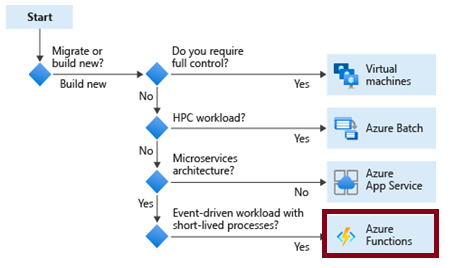 Start
Migrate or
build new?
Build new
Do you require
full control?
Yes
Virtual
machines
No
HPC workload?
Yes
Azure Batch
No
Microservices
architecture?
No
Azure
App Service
Yes
Event-driven workload with
short-lived processes?
Yes
Azure
Functions